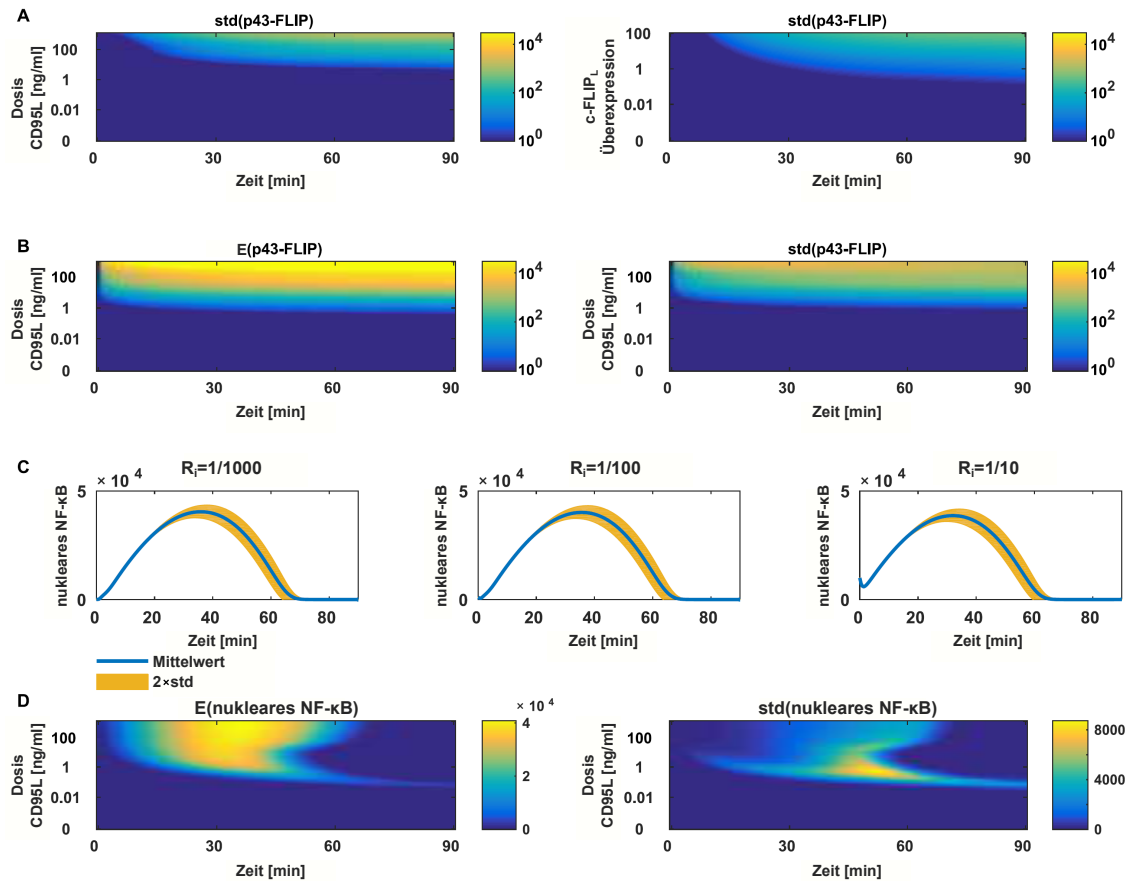 A
std(p43-FLIP)
Dosis
CD95L [ng/ml]
100
1
0.01
0
0
30
60
90
Zeit [min]
10^4
10^2
10^0
std(p43-FLIP)
c-FLIP_L
Überexpression
100
1
0.01
0
0
30
60
90
Zeit [min]
10^4
10^2
10^0
B
E(p43-FLIP)
Dosis
CD95L [ng/ml]
100
1
0.01
0
0
30
60
90
Zeit [min]
10^4
10^2
10^0
std(p43-FLIP)
Dosis
CD95L [ng/ml]
100
1
0.01
0
0
30
60
90
Zeit [min]
10^4
10^2
10^0
C
R_i=1/1000
× 10^4
nukleares NF-κB
5
0
0
20
40
60
80
Zeit [min]
R_i=1/100
× 10^4
nukleares NF-κB
5
0
0
20
40
60
80
Zeit [min]
R_i=1/10
× 10^4
nukleares NF-κB
5
0
0
20
40
60
80
Zeit [min]
Mittelwert
2×std
D
E(nukleares NF-κB)
× 10^4
Dosis
CD95L [ng/ml]
100
1
0.01
0
0
30
60
90
Zeit [min]
4
2
0
std(nukleares NF-κB)
Dosis
CD95L [ng/ml]
100
1
0.01
0
0
30
60
90
Zeit [min]
8000
4000
0